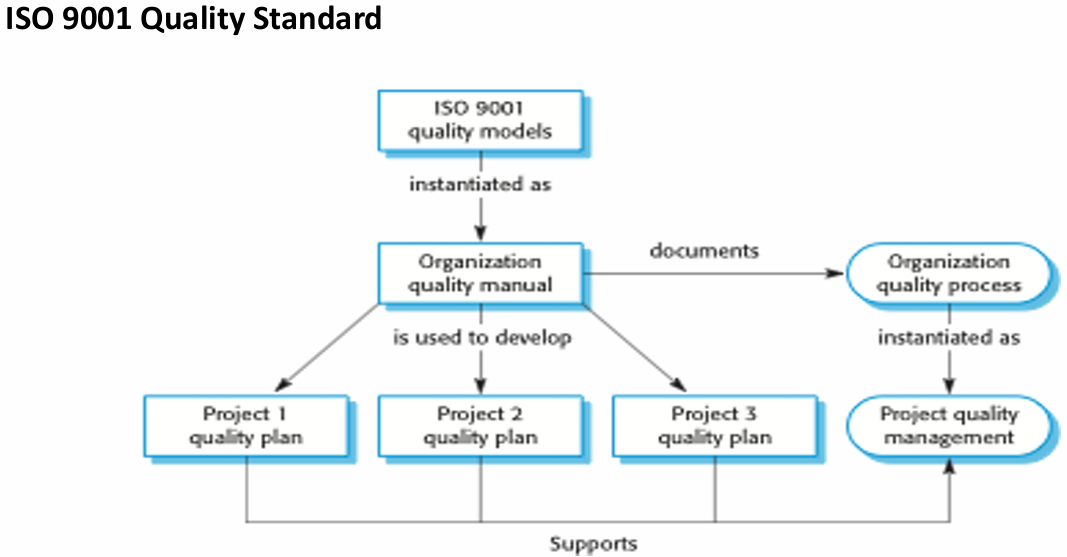 ISO 9001 Quality Standard
ISO 9001
quality models
instantiated as
Organization
quality manual
documents
Organization
quality process
is used to develop
instantiated as
Project 1
quality plan
Project 2
quality plan
Project 3
quality plan
Project quality
management
Supports